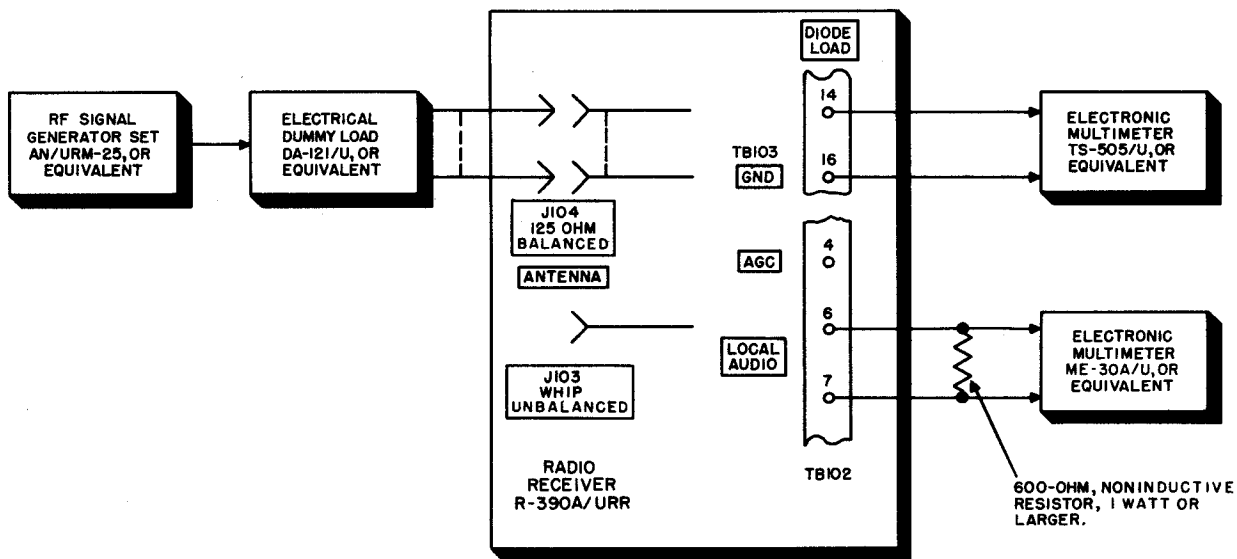 RF SIGNAL
GENERATOR SET
AN/URM-25, OR
EQUIVALENT
ELECTRICAL
DUMMY LOAD
DA-121/U, OR
EQUIVALENT
J104
125 OHM
BALANCED
ANTENNA
J103
WHIP
UNBALANCED
RADIO
RECEIVER
R-390A/URR
DIODE
LOAD
14
TB103
16
GND
4
AGC
6
LOCAL
AUDIO
7
TB102
ELECTRONIC
MULTIMETER
TS-505/U, OR
EQUIVALENT
ELECTRONIC
MULTIMETER
ME-30A/U, OR
EQUIVALENT
600-OHM, NONINDUCTIVE
RESISTOR, 1 WATT OR
LARGER.